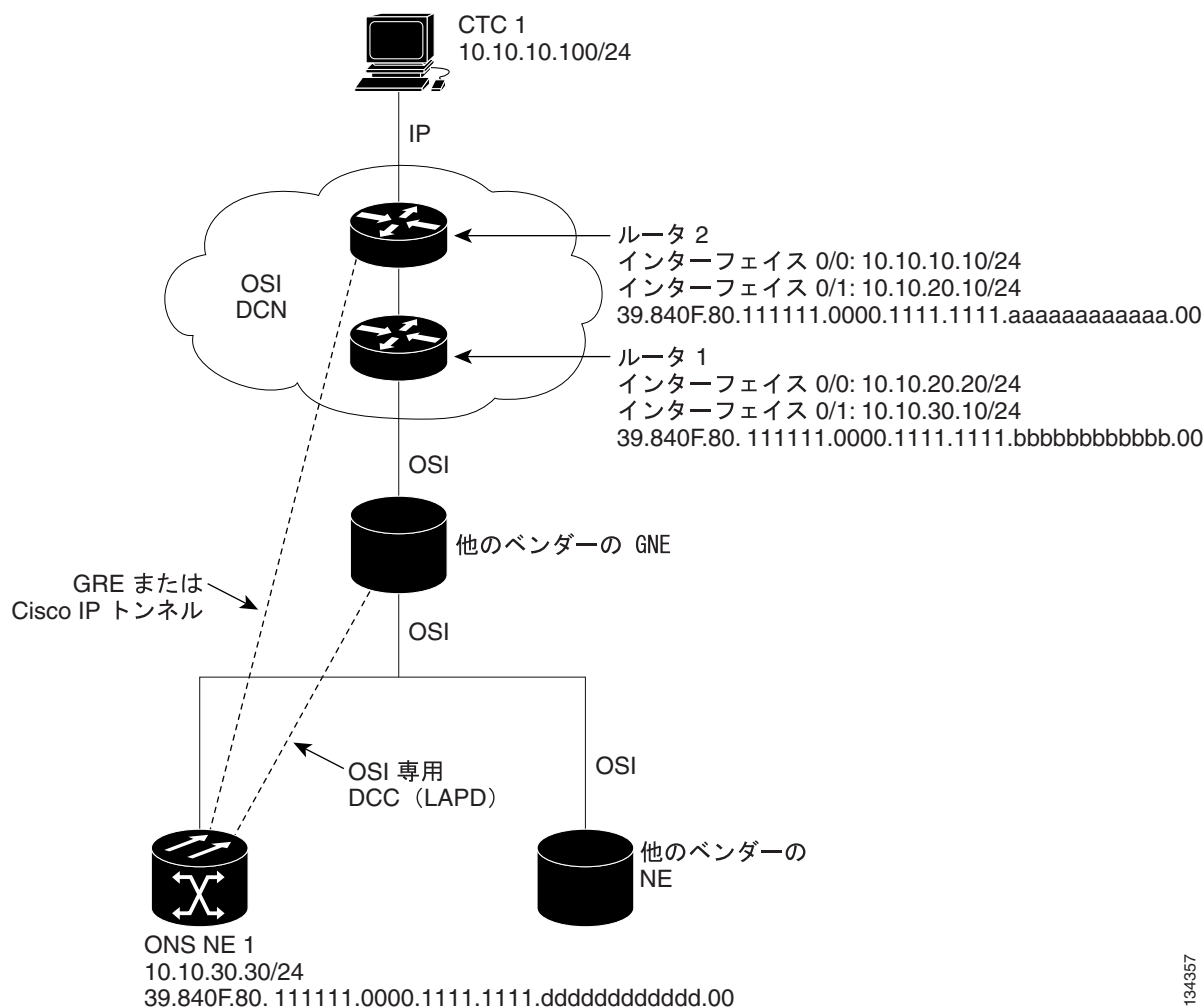 CTC 1
10.10.10.100/24
IP
OSI
DCN
ルータ 2
インターフェイス 0/0: 10.10.10.10/24
インターフェイス 0/1: 10.10.20.10/24
39.840F.80.111111.0000.1111.1111.aaaaaaaaaaaa.00
ルータ 1
インターフェイス 0/0: 10.10.20.20/24
インターフェイス 0/1: 10.10.30.10/24
39.840F.80. 111111.0000.1111.1111.bbbbbbbbbbbb.00
OSI
他のベンダーの GNE
GRE または
Cisco IP トンネル
OSI
OSI 専用
DCC（LAPD）
OSI
他のベンダーの
NE
ONS NE 1
10.10.30.30/24
39.840F.80. 111111.0000.1111.1111.dddddddddddd.00
134357